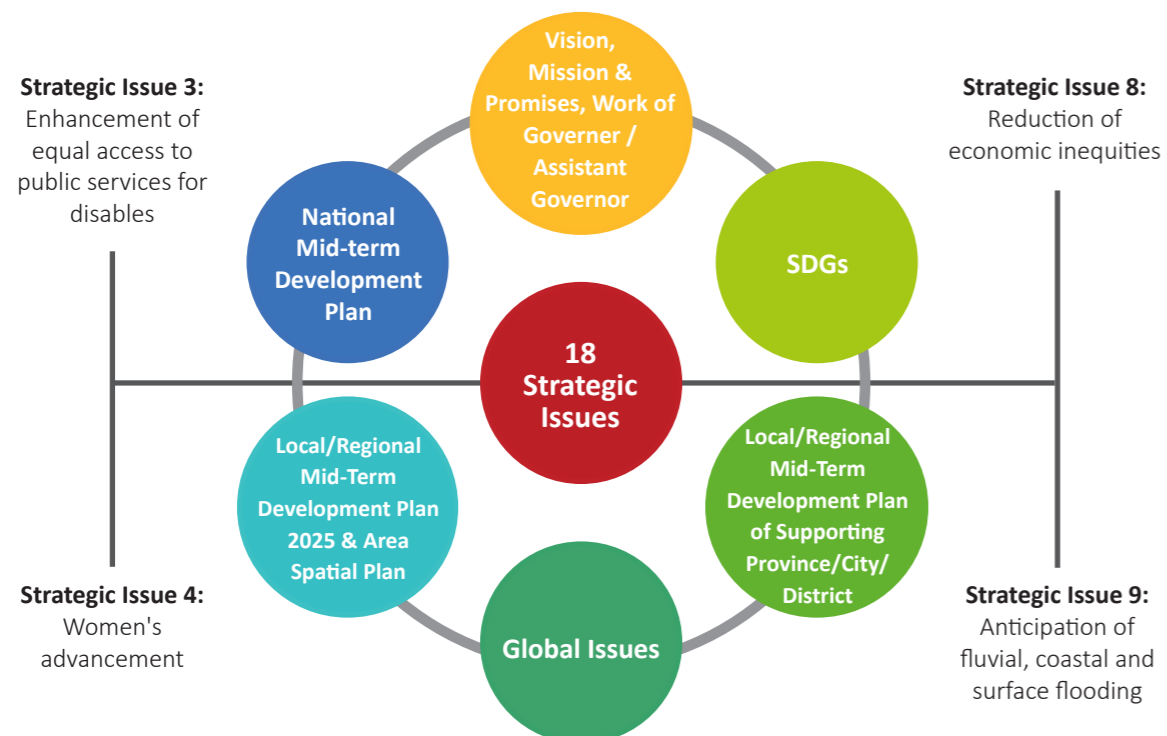 Strategic Issue 3:
Enhancement of
equal access to
public services for
disables
Vision,
Mission &
Promises, Work of
Governer /
Assistant
Governor
Strategic Issue 8:
Reduction of
economic inequities
National
Mid-term
Development
Plan
SDGs
18
Strategic
Issues
Local/Regional
Mid-Term
Development Plan
2025 & Area
Spatial Plan
Local/Regional
Mid-Term
Development Plan
of Supporting
Province/City/
District
Strategic Issue 4:
Women's
advancement
Global Issues
Strategic Issue 9:
Anticipation of
fluvial, coastal and
surface flooding